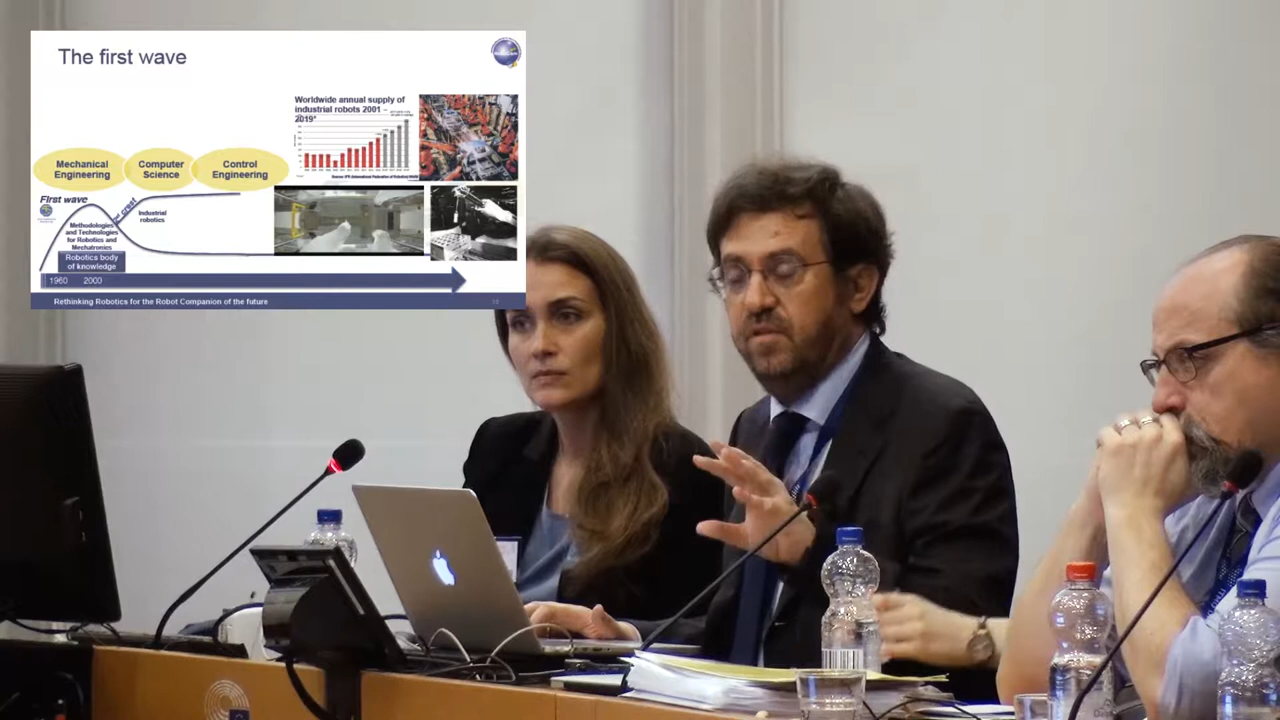 The first wave
Worldwide annual supply of
industrial robots 2001 –
2019*
Mechanical
Engineering
Computer
Science
Control
Engineering
First wave
Industrial
robotics
Methodologies
and Technologies
for Robotics and
Mechatronics
Robotics body
of knowledge
1960 2000
Rethinking Robotics for the Robot Companion of the future